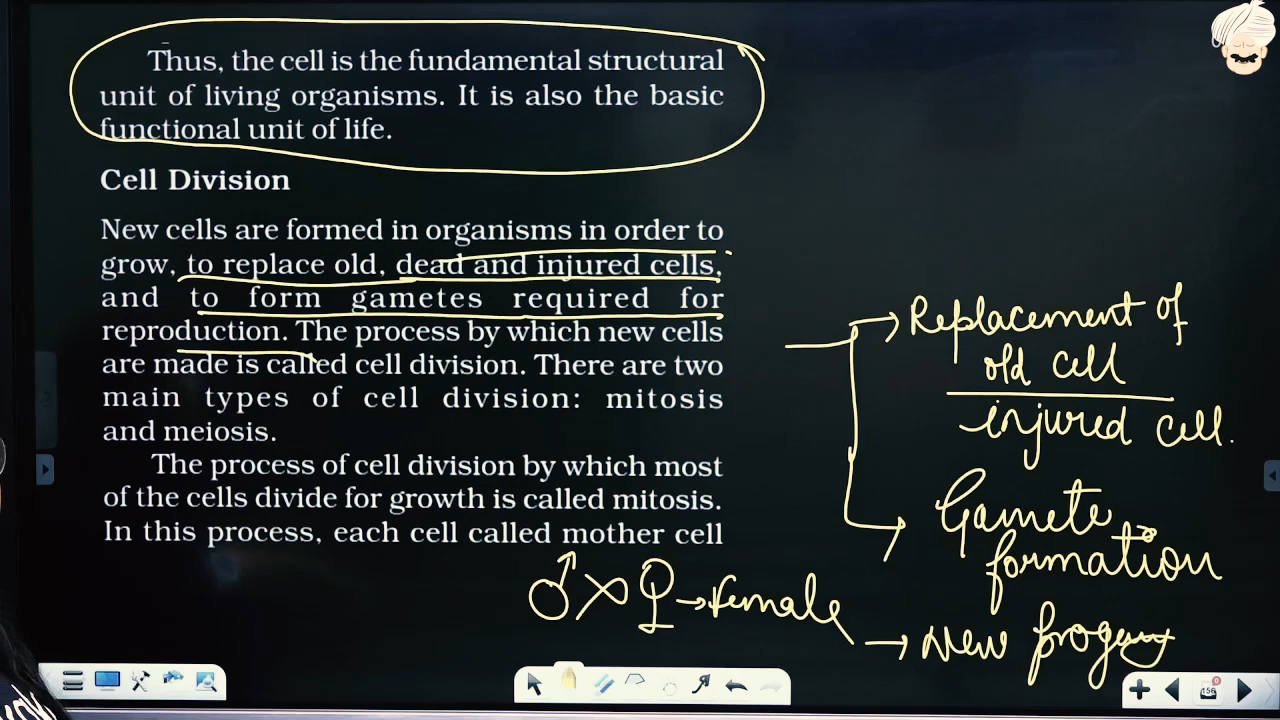 Thus, the cell is the fundamental structural
unit of living organisms. It is also the basic
functional unit of life.
Cell Division
New cells are formed in organisms in order to
grow, to replace old, dead and injured cells,
and to form gametes required for
reproduction. The process by which new cells
are made is called cell division. There are two
main types of cell division: mitosis
and meiosis.
The process of cell division by which most
of the cells divide for growth is called mitosis.
In this process, each cell called mother cell
→ Replacement of
old cell
injured cell.
Gamete
formation
♂ × ♀ → Female
→ New progeny
156